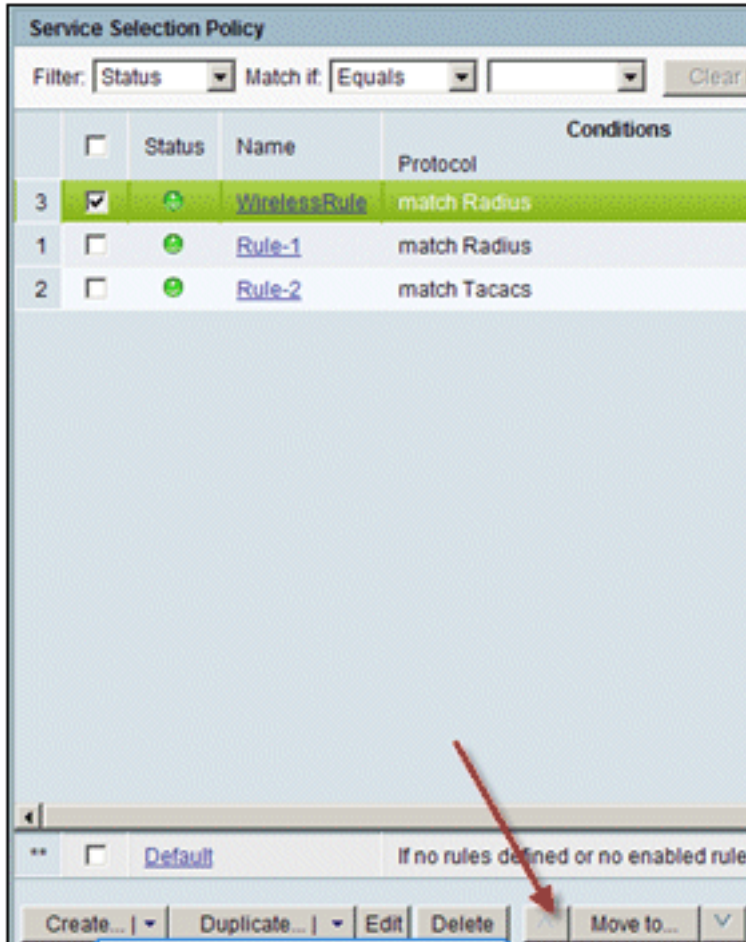 Service Selection Policy
Filter: Status Match if: Equals Clear
Conditions
Status Name Protocol
3 WirelessRule match Radius
1 Rule-1 match Radius
2 Rule-2 match Tacacs
** Default If no rules defined or no enabled rule
Create... | Duplicate... | Edit Delete Move to...